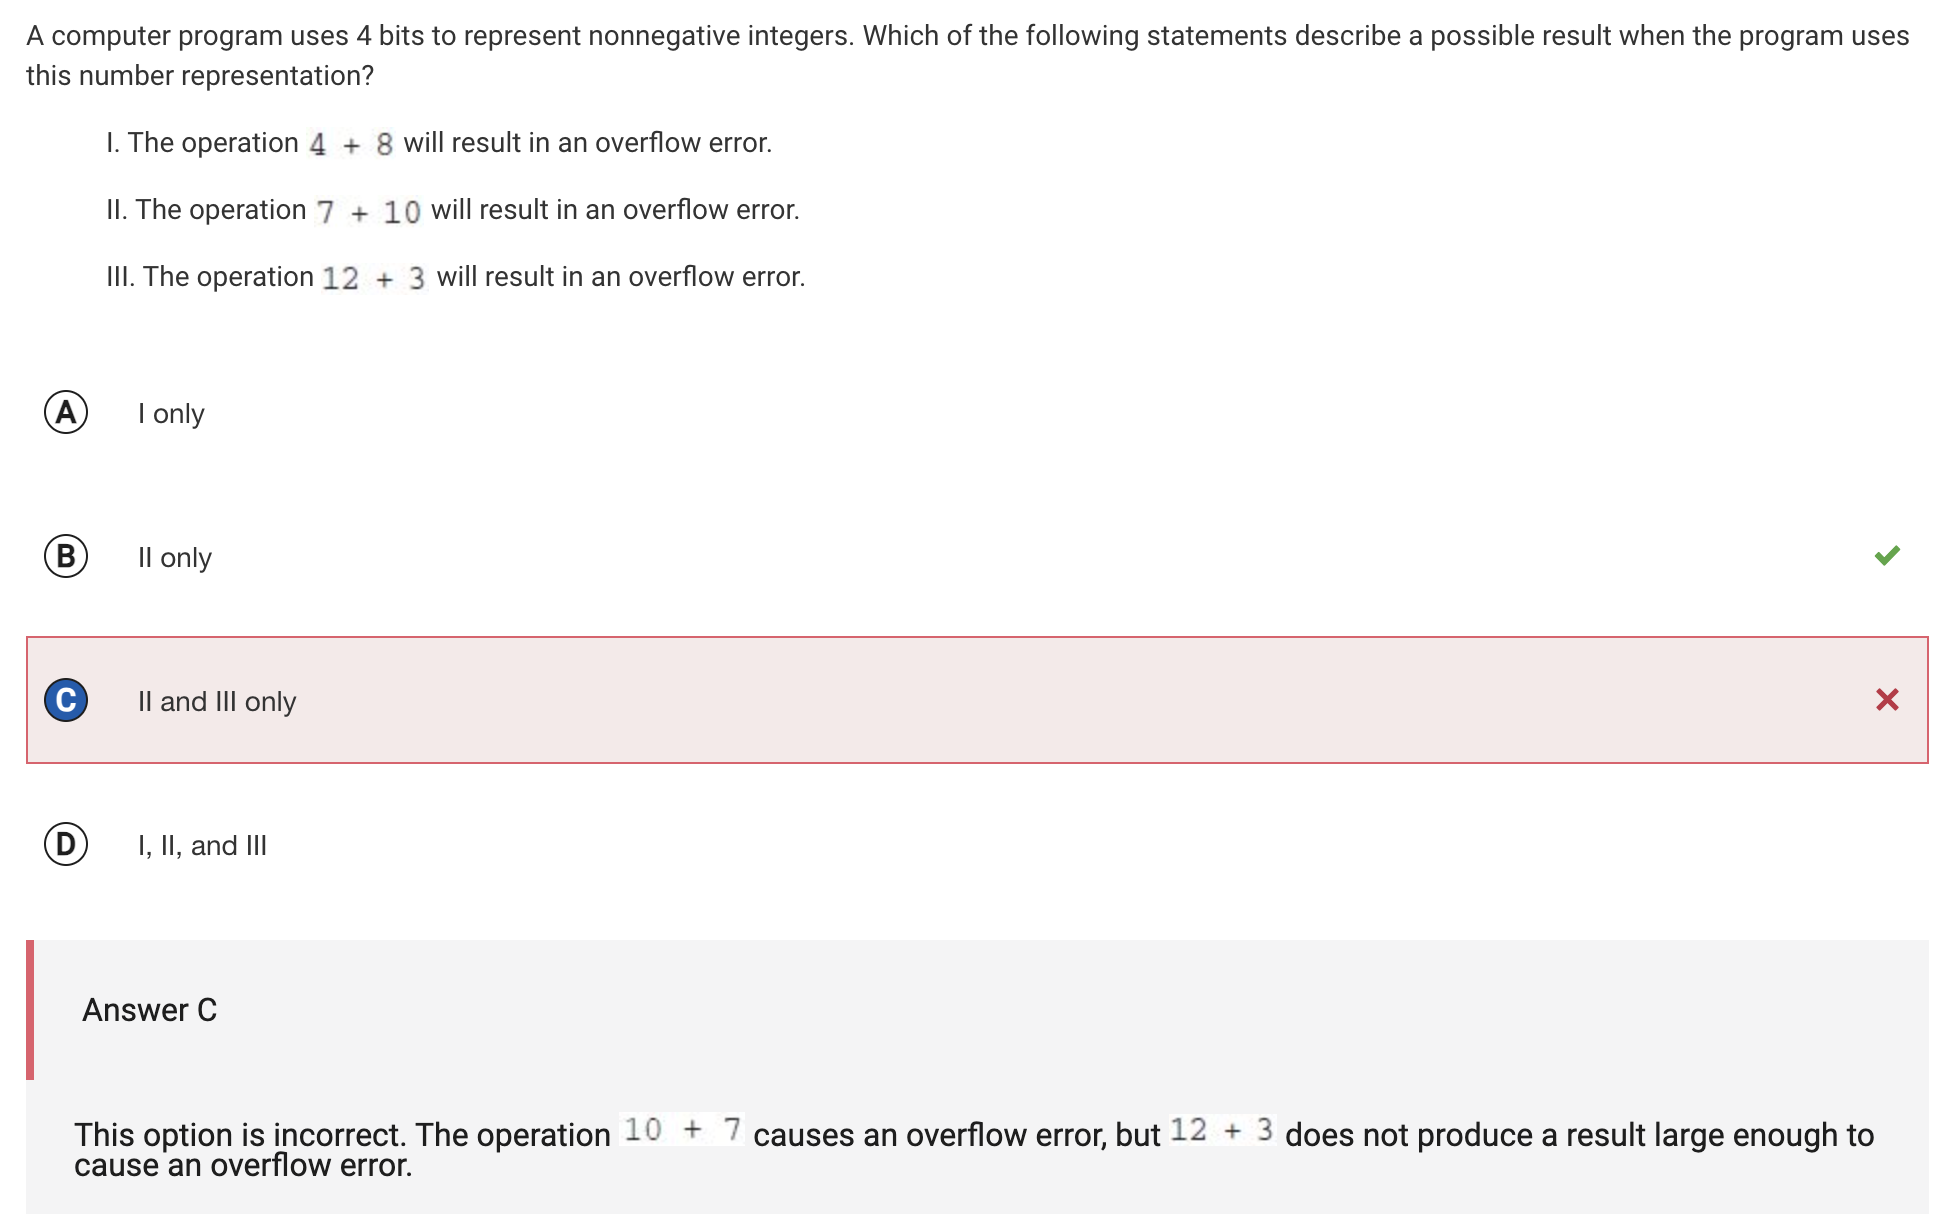 A computer program uses 4 bits to represent nonnegative integers. Which of the following statements describe a possible result when the program uses
this number representation?
I. The operation 4 + 8 will result in an overflow error.
II. The operation 7 + 10 will result in an overflow error.
III. The operation 12 + 3 will result in an overflow error.
A I only
B II only
C II and III only
D I, II, and III
Answer C
This option is incorrect. The operation 10 + 7 causes an overflow error, but 12 + 3 does not produce a result large enough to
cause an overflow error.